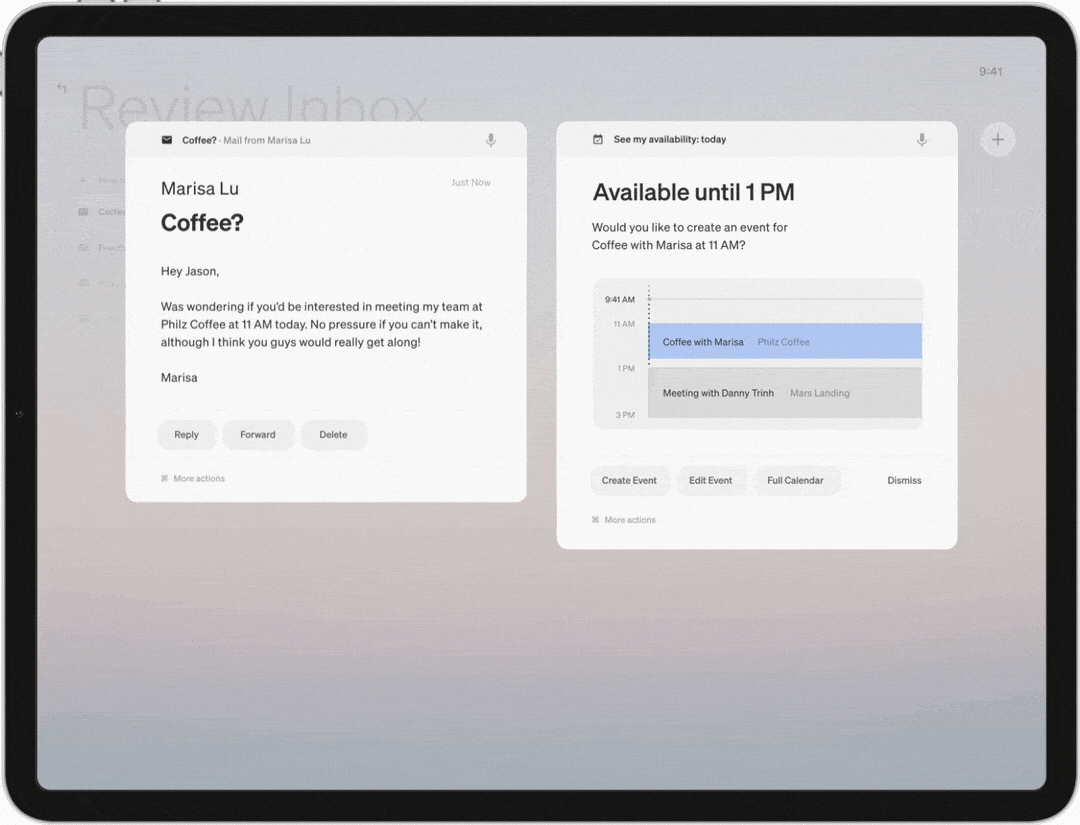 9:41
Review Inbox
Coffee? · Mail from Marisa Lu
Marisa Lu
Just Now
Coffee?
Hey Jason,
Was wondering if you'd be interested in meeting my team at
Philz Coffee at 11 AM today. No pressure if you can't make it,
although I think you guys would really get along!
Marisa
Reply
Forward
Delete
⌘ More actions
See my availability: today
Available until 1 PM
Would you like to create an event for
Coffee with Marisa at 11 AM?
9:41 AM
11 AM
Coffee with Marisa Philz Coffee
1 PM
Meeting with Danny Trinh Mars Landing
3 PM
Create Event
Edit Event
Full Calendar
Dismiss
⌘ More actions